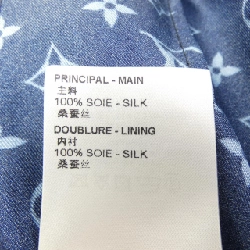 PRINCIPAL - MAIN
主料
100% SOIE - SILK
桑蚕丝
DOUBLURE - LINING
内衬
100% SOIE - SILK
桑蚕丝